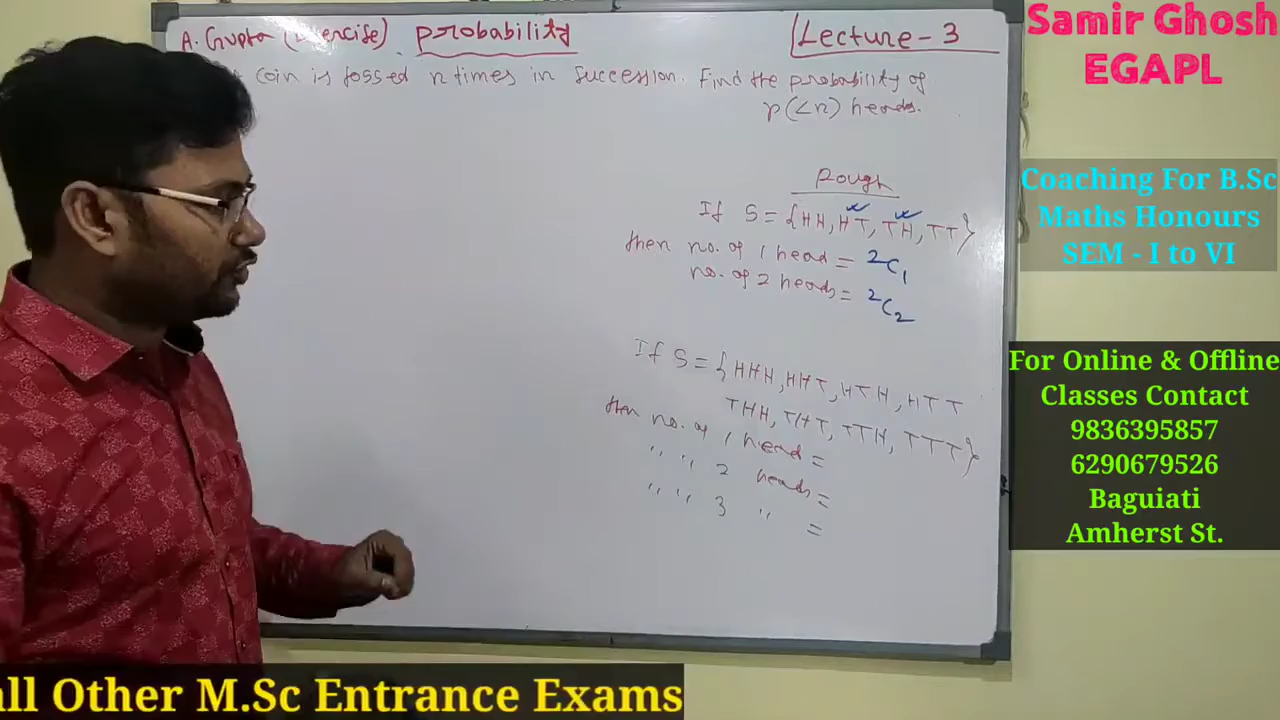 A. Gupta (Exercise) probability
Lecture - 3
coin is tossed n times in succession. Find the probability of
r(<n) heads.
Rough
If S = {HH, HT, TH, TT}
then no. of 1 head = ²C₁
no. of 2 heads = ²C₂
If S = {HHH, HHT, HTH, HTT
THH, THT, TTH, TTT}
then no. of 1 head =
,, ,, 2 heads =
,, ,, 3 ,, =
Samir Ghosh
EGAPL
Coaching For B.Sc
Maths Honours
SEM - I to VI
For Online & Offline
Classes Contact
9836395857
6290679526
Baguiati
Amherst St.
all Other M.Sc Entrance Exams